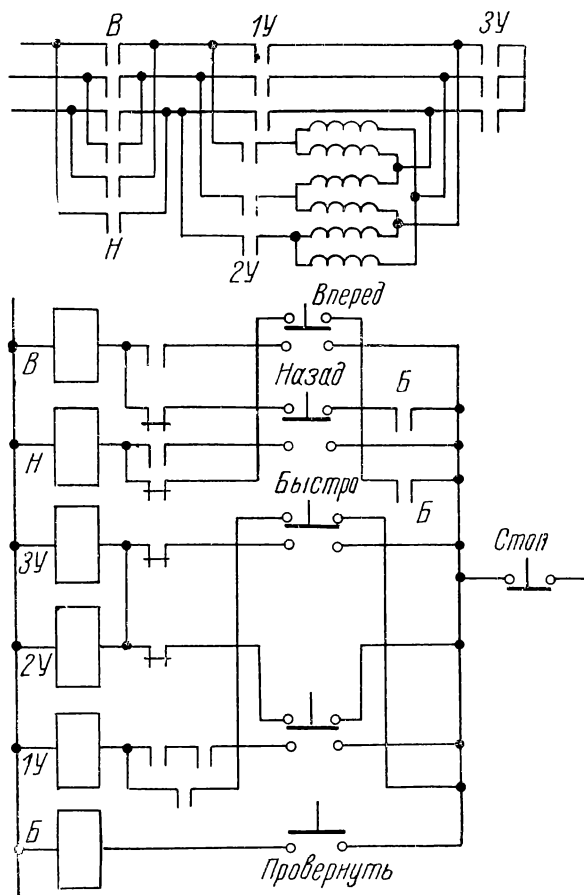 В 1У 3У
Н 2У
Вперед
В
Назад Б
Н
Быстро Б
3У Стоп
2У
1У
Б
Провернуть